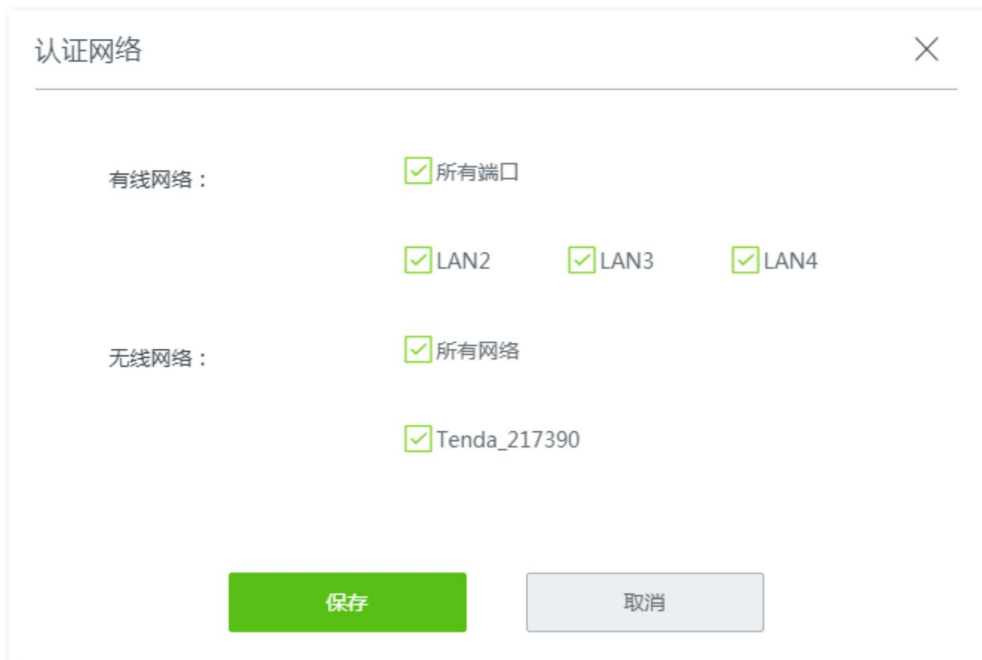 认证网络
有线网络：
所有端口
LAN2 LAN3 LAN4
无线网络：
所有网络
Tenda_217390
保存 取消